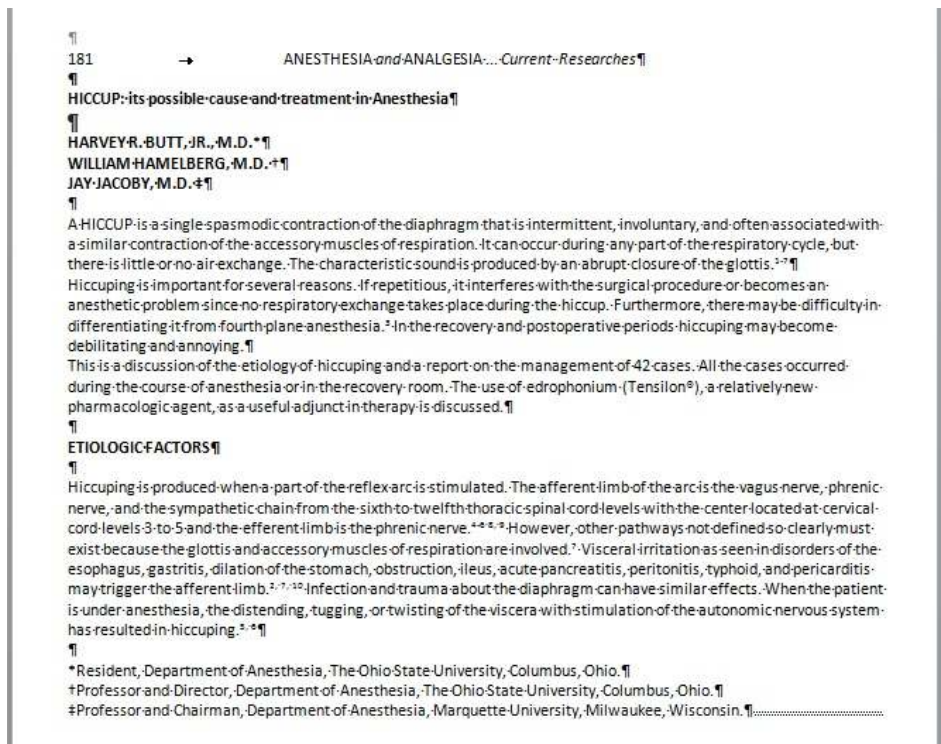 ¶
181 → ANESTHESIA·and·ANALGESIA·...·Current··Researches¶
¶
HICCUP:·its·possible·cause·and·treatment·in·Anesthesia¶
¶
HARVEY·R.·BUTT,·JR.,·M.D.*¶
WILLIAM·HAMELBERG,·M.D.·†¶
JAY·JACOBY,·M.D.·‡¶
¶
A·HICCUP·is·a·single·spasmodic·contraction·of·the·diaphragm·that·is·intermittent,·involuntary,·and·often·associated·with·
a·similar·contraction·of·the·accessory·muscles·of·respiration.·It·can·occur·during·any·part·of·the·respiratory·cycle,·but·
there·is·little·or·no·air·exchange.·The·characteristic·sound·is·produced·by·an·abrupt·closure·of·the·glottis.¹⁻⁷¶
Hiccuping·is·important·for·several·reasons.·If·repetitious,·it·interferes·with·the·surgical·procedure·or·becomes·an·
anesthetic·problem·since·no·respiratory·exchange·takes·place·during·the·hiccup.·Furthermore,·there·may·be·difficulty·in·
differentiating·it·from·fourth·plane·anesthesia.·In·the·recovery·and·postoperative·periods·hiccuping·may·become·
debilitating·and·annoying.¶
This·is·a·discussion·of·the·etiology·of·hiccuping·and·a·report·on·the·management·of·42·cases.·All·the·cases·occurred·
during·the·course·of·anesthesia·or·in·the·recovery·room.·The·use·of·edrophonium·(Tensilon®),·a·relatively·new·
pharmacologic·agent,·as·a·useful·adjunct·in·therapy·is·discussed.¶
¶
ETIOLOGIC·FACTORS¶
¶
Hiccuping·is·produced·when·a·part·of·the·reflex·arc·is·stimulated.·The·afferent·limb·of·the·arc·is·the·vagus·nerve,·phrenic·
nerve,·and·the·sympathetic·chain·from·the·sixth·to·twelfth·thoracic·spinal·cord·levels·with·the·center·located·at·cervical·
cord·levels·3·to·5·and·the·efferent·limb·is·the·phrenic·nerve.·However,·other·pathways·not·defined·so·clearly·must·
exist·because·the·glottis·and·accessory·muscles·of·respiration·are·involved.⁷·Visceral·irritation·as·seen·in·disorders·of·the·
esophagus,·gastritis,·dilation·of·the·stomach,·obstruction,·ileus,·acute·pancreatitis,·peritonitis,·typhoid,·and·pericarditis·
may·trigger·the·afferent·limb.·Infection·and·trauma·about·the·diaphragm·can·have·similar·effects.·When·the·patient·
is·under·anesthesia,·the·distending,·tugging,·or·twisting·of·the·viscera·with·stimulation·of·the·autonomic·nervous·system·
has·resulted·in·hiccuping.¶
¶
*Resident,·Department·of·Anesthesia,·The·Ohio·State·University,·Columbus,·Ohio.¶
†Professor·and·Director,·Department·of·Anesthesia,·The·Ohio·State·University,·Columbus,·Ohio.¶
‡Professor·and·Chairman,·Department·of·Anesthesia,·Marquette·University,·Milwaukee,·Wisconsin.¶